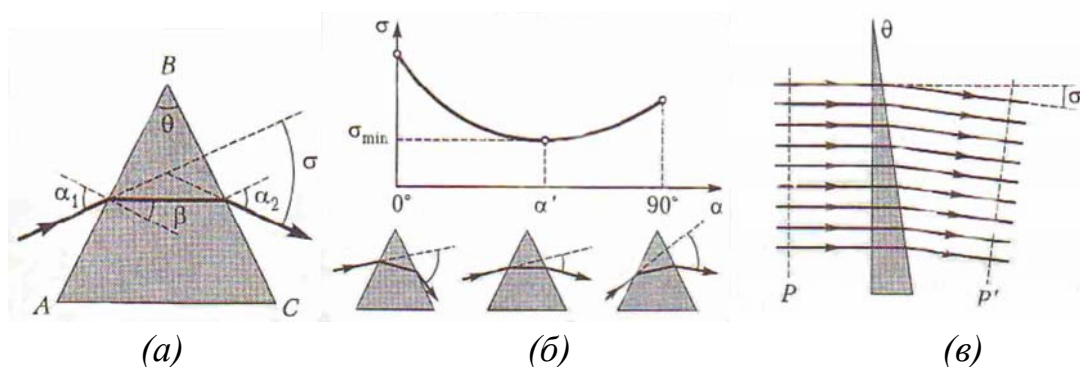 B
θ
σ
α₁
α₂
β
A
C
(а)
σ
σmin
0°
α'
90°
α
(б)
θ
σ
P
P'
(в)